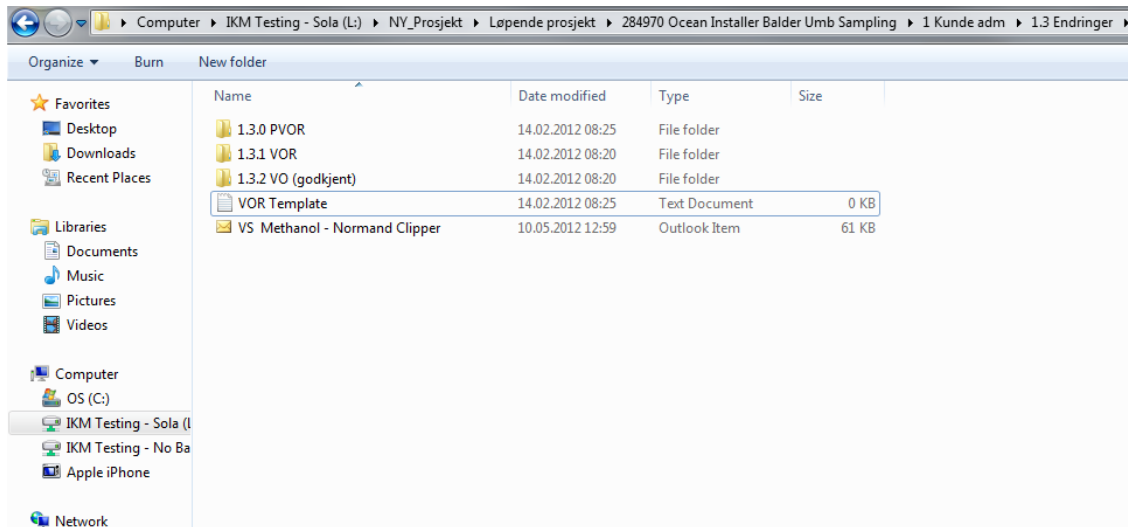 Computer ▸ IKM Testing - Sola (L:) ▸ NY_Prosjekt ▸ Løpende prosjekt ▸ 284970 Ocean Installer Balder Umb Sampling ▸ 1 Kunde adm ▸ 1.3 Endringer ▸
Organize Burn New folder
Favorites
Desktop
Downloads
Recent Places
Libraries
Documents
Music
Pictures
Videos
Computer
OS (C:)
IKM Testing - Sola (L
IKM Testing - No Ba
Apple iPhone
Network
Name Date modified Type Size
1.3.0 PVOR 14.02.2012 08:25 File folder
1.3.1 VOR 14.02.2012 08:20 File folder
1.3.2 VO (godkjent) 14.02.2012 08:20 File folder
VOR Template 14.02.2012 08:25 Text Document 0 KB
VS Methanol - Normand Clipper 10.05.2012 12:59 Outlook Item 61 KB